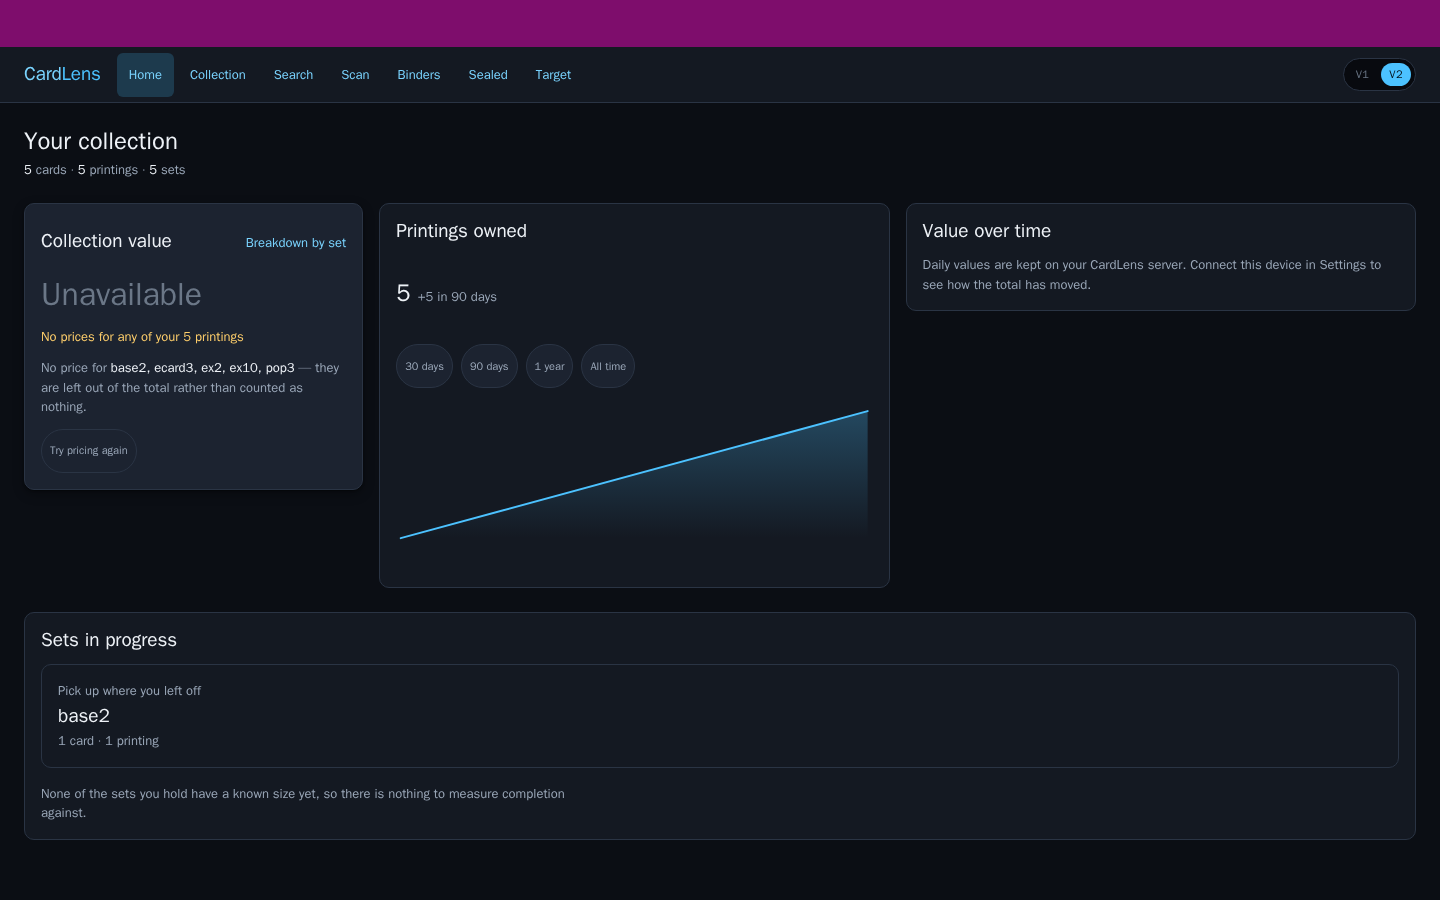 CardLens Home Collection Search Scan Binders Sealed Target V1 V2
Your collection
5 cards · 5 printings · 5 sets
Collection value Breakdown by set
Unavailable
No prices for any of your 5 printings
No price for base2, ecard3, ex2, ex10, pop3 — they
are left out of the total rather than counted as
nothing.
Try pricing again
Printings owned
5 +5 in 90 days
30 days 90 days 1 year All time
Value over time
Daily values are kept on your CardLens server. Connect this device in Settings to
see how the total has moved.
Sets in progress
Pick up where you left off
base2
1 card · 1 printing
None of the sets you hold have a known size yet, so there is nothing to measure completion
against.